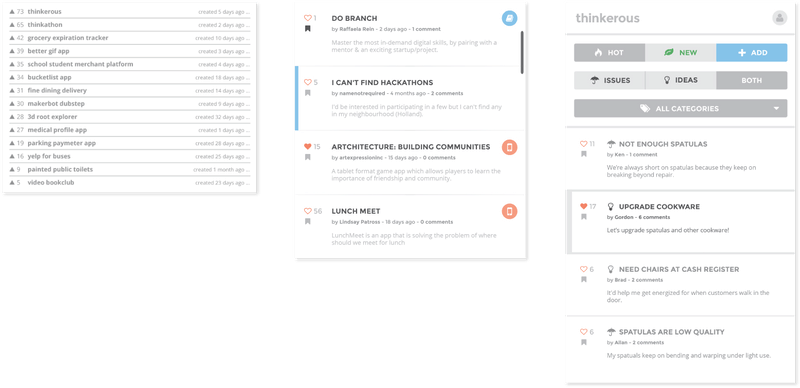 73 thinkerous created 5 days ago ...
65 thinkathon created 2 days ago ...
42 grocery expiration tracker created 10 days ago ...
39 better gif app created 3 days ago ...
35 school student merchant platform created 4 days ago ...
34 bucketlist app created 18 days ago ...
31 fine dining delivery created 14 days ago ...
30 makerbot dubstep created 9 days ago ...
28 3d root explorer created 32 days ago ...
27 medical profile app created 1 days ago ...
19 parking paymeter app created 26 days ago ...
16 yelp for buses created 25 days ago ...
9 painted public toilets created 1 month ago ...
5 video bookclub created 23 days ago ...
1 DO BRANCH
by Raffaela Rein - 2 days ago - 1 comment
Master the most in-demand digital skills, by pairing with a
mentor & an exciting startup/project.
5 I CAN'T FIND HACKATHONS
by namenotrequired - 4 months ago - 2 comments
I'd be interested in participating in a few but I can't find any
in my neighbourhood (Holland).
15 ARTCHITECTURE: BUILDING COMMUNITIES
by artexpressioninc - 15 days ago - 0 comments
A tablet format game app which allows players to learn the
importance of friendship and community.
56 LUNCH MEET
by Lindsay Patross - 18 days ago - 0 comments
LunchMeet is an app that is solving the problem of where
should we meet for lunch
thinkerous
HOT NEW + ADD
ISSUES IDEAS BOTH
ALL CATEGORIES
11 NOT ENOUGH SPATULAS
by Ken - 1 comment
We're always short on spatulas because they keep on
breaking beyond repair.
17 UPGRADE COOKWARE
by Gordon - 6 comments
Let's upgrade spatulas and other cookware!
6 NEED CHAIRS AT CASH REGISTER
by Brad - 2 comments
It'd help me get energized for when customers walk in the
door.
6 SPATULAS ARE LOW QUALITY
by Allan - 2 comments
My spatuals keep on bending and warping under light use.